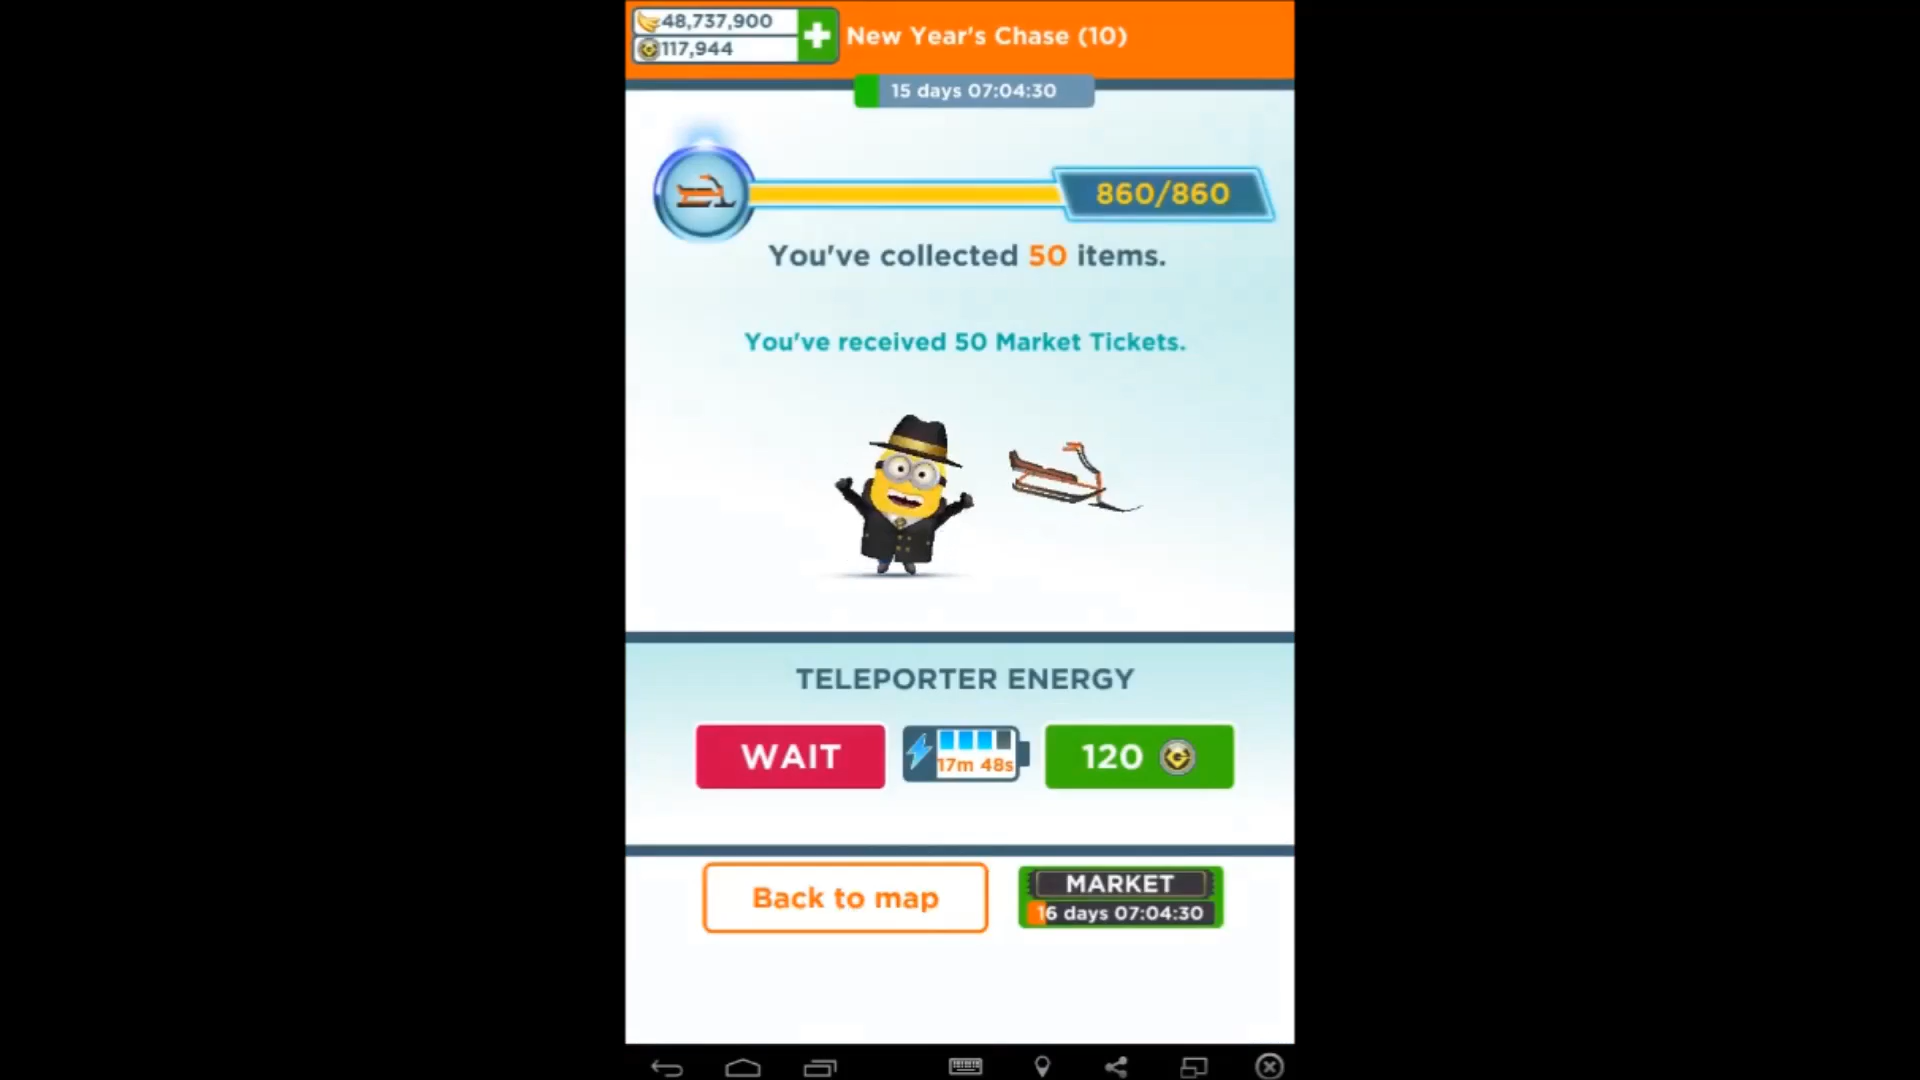 48,737,900
117,944
New Year's Chase (10)
15 days 07:04:30
860/860
You've collected 50 items.
You've received 50 Market Tickets.
TELEPORTER ENERGY
WAIT
17m 48s
120
Back to map
MARKET
16 days 07:04:30